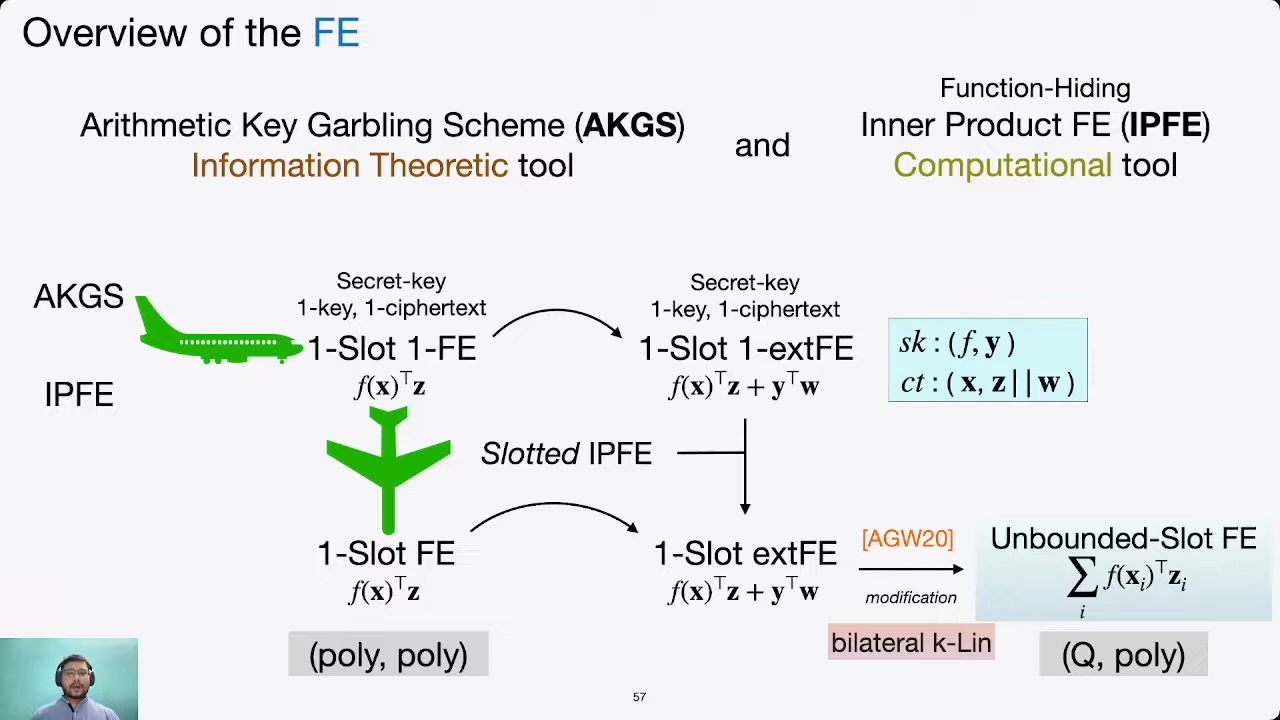 Overview of the FE
Function-Hiding
Arithmetic Key Garbling Scheme (AKGS)
and
Inner Product FE (IPFE)
Information Theoretic tool
Computational tool
AKGS
IPFE
Secret-key
1-key, 1-ciphertext
1-Slot 1-FE
f(x)⊤z
Secret-key
1-key, 1-ciphertext
1-Slot 1-extFE
f(x)⊤z + y⊤w
sk : (f, y)
ct : (x, z||w)
Slotted IPFE
1-Slot FE
f(x)⊤z
1-Slot extFE
f(x)⊤z + y⊤w
[AGW20]
modification
Unbounded-Slot FE
∑ f(xᵢ)⊤zᵢ
i
(poly, poly)
bilateral k-Lin
(Q, poly)
57